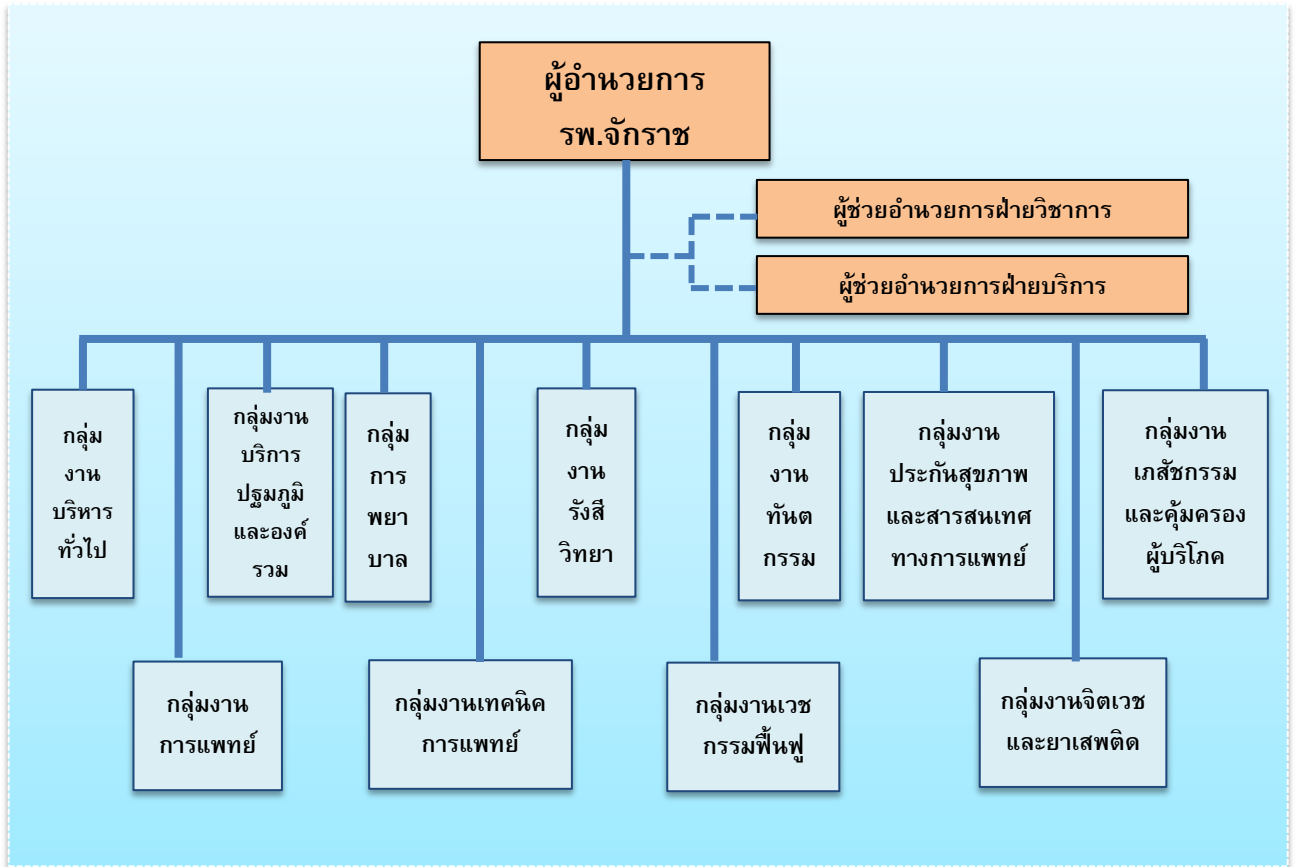 ผู้อำนวยการ
รพ.จักราช
ผู้ช่วยอำนวยการฝ่ายวิชาการ
ผู้ช่วยอำนวยการฝ่ายบริการ
กลุ่ม
งาน
บริหาร
ทั่วไป
กลุ่มงาน
บริการ
ปฐมภูมิ
และองค์
รวม
กลุ่ม
การ
พยา
บาล
กลุ่ม
งาน
รังสี
วิทยา
กลุ่ม
งาน
ทันต
กรรม
กลุ่มงาน
ประกันสุขภาพ
และสารสนเทศ
ทางการแพทย์
กลุ่มงาน
เภสัชกรรม
และคุ้มครอง
ผู้บริโภค
กลุ่มงาน
การแพทย์
กลุ่มงานเทคนิค
การแพทย์
กลุ่มงานเวช
กรรมฟื้นฟู
กลุ่มงานจิตเวช
และยาเสพติด